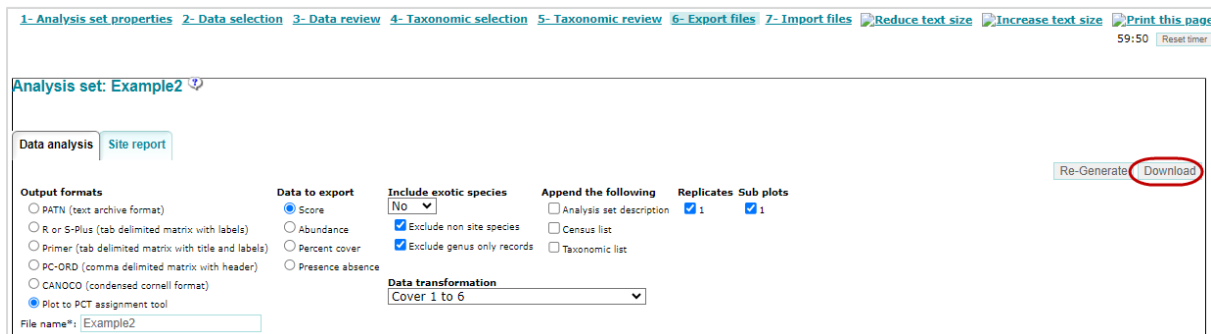 1- Analysis set properties 2- Data selection 3- Data review 4- Taxonomic selection 5- Taxonomic review 6- Export files 7- Import files Reduce text size Increase text size Print this page
59:50 Reset timer
Analysis set: Example2 ?
Data analysis Site report
Re-Generate Download
Output formats Data to export Include exotic species Append the following Replicates Sub plots
PATN (text archive format) Score No Analysis set description 1 1
R or S-Plus (tab delimited matrix with labels) Abundance Exclude non site species Census list
Primer (tab delimited matrix with title and labels) Percent cover Exclude genus only records Taxonomic list
PC-ORD (comma delimited matrix with header) Presence absence
CANOCO (condensed cornell format) Data transformation
Plot to PCT assignment tool Cover 1 to 6
File name*: Example2